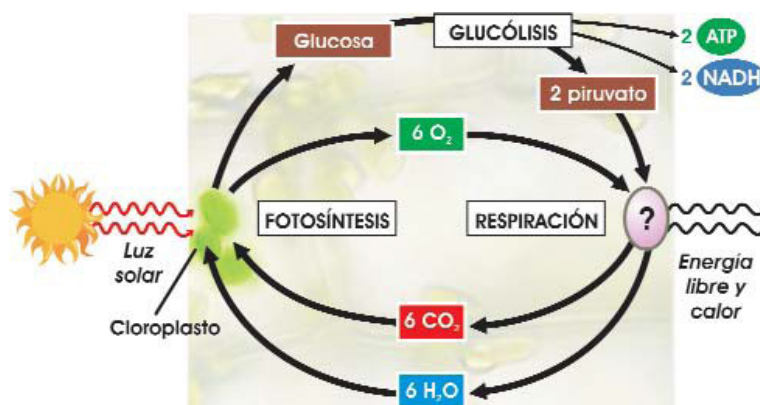 Glucosa
GLUCÓLISIS
2 ATP
2 NADH
2 piruvato
6 O₂
FOTOSÍNTESIS
RESPIRACIÓN
?
Luz
solar
Cloroplasto
Energía
libre y
calor
6 CO₂
6 H₂O